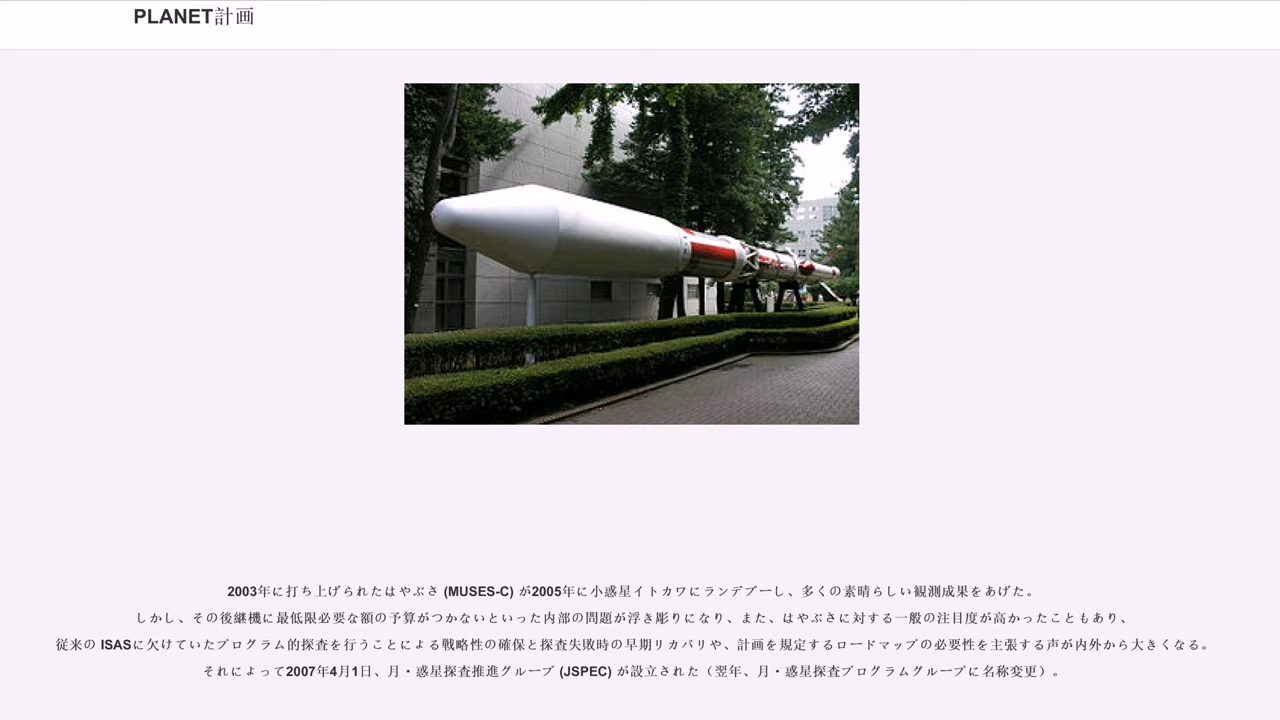 PLANET計画
2003年に打ち上げられたはやぶさ (MUSES-C) が2005年に小惑星イトカワにランデブーし、多くの素晴らしい観測成果をあげた。
しかし、その後継機に最低限必要な額の予算がつかないといった内部の問題が浮き彫りになり、また、はやぶさに対する一般の注目度が高かったこともあり、
従来の ISASに欠けていたプログラム的探査を行うことによる戦略性の確保と探査失敗時の早期リカバリや、計画を規定するロードマップの必要性を主張する声が内外から大きくなる。
それによって2007年4月1日、月・惑星探査推進グループ (JSPEC) が設立された（翌年、月・惑星探査プログラムグループに名称変更）。